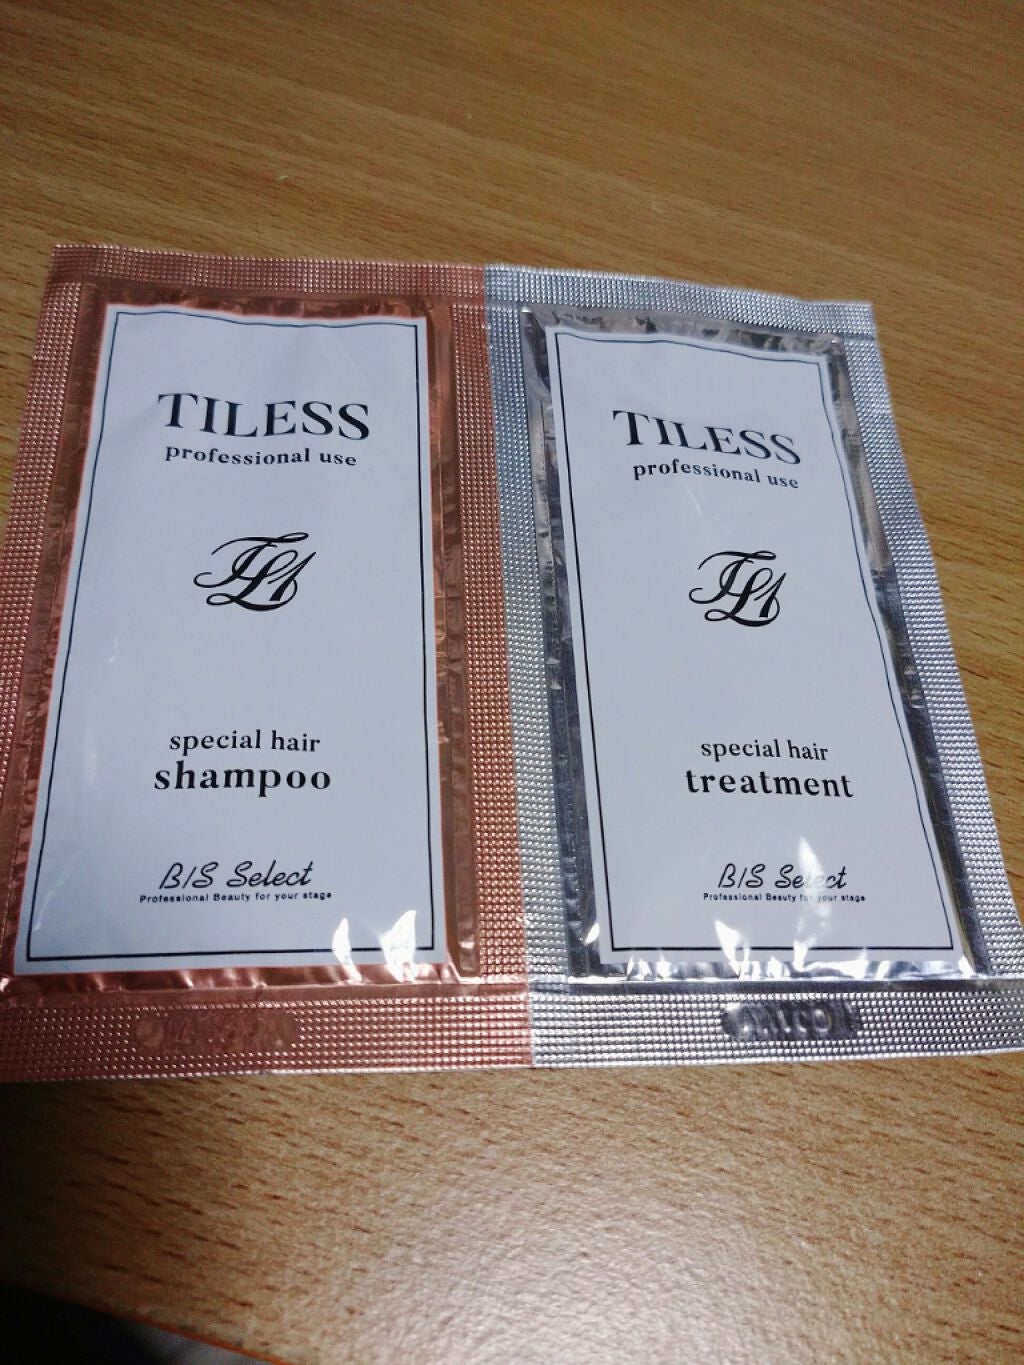 TILESS
professional use
TL1
special hair
shampoo
B/S Select
Professional Beauty for your stage
TILESS
professional use
TL1
special hair
treatment
B/S Select
Professional Beauty for your stage